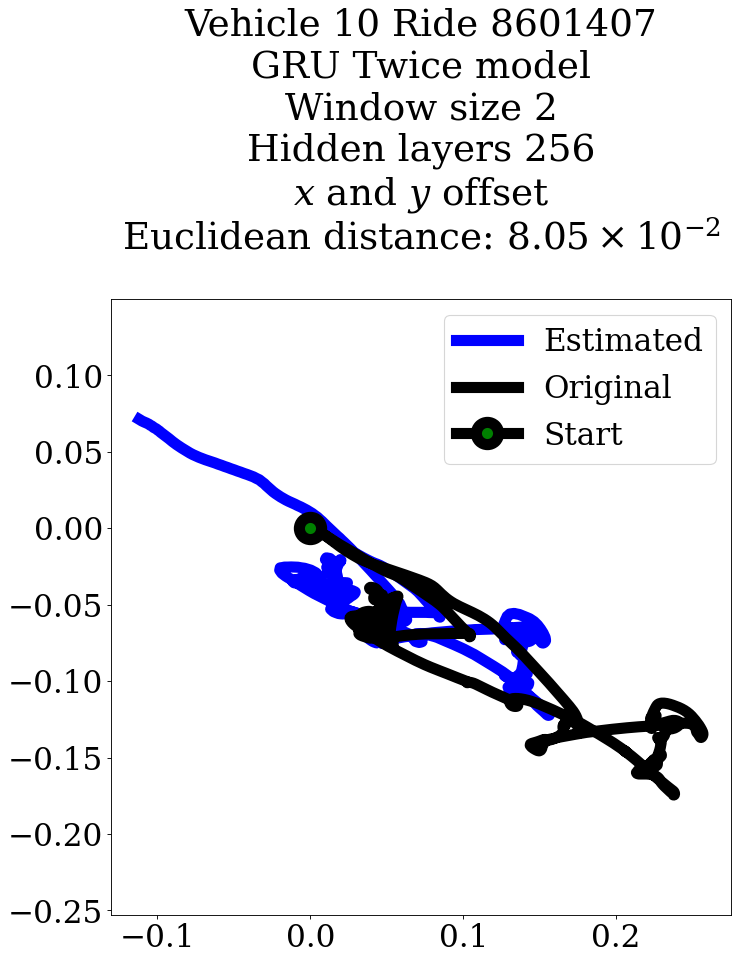 Vehicle 10 Ride 8601407
GRU Twice model
Window size 2
Hidden layers 256
x and y offset
Euclidean distance: 8.05 × 10⁻²
Estimated
Original
Start
0.10
0.05
0.00
−0.05
−0.10
−0.15
−0.20
−0.25
−0.1 0.0 0.1 0.2